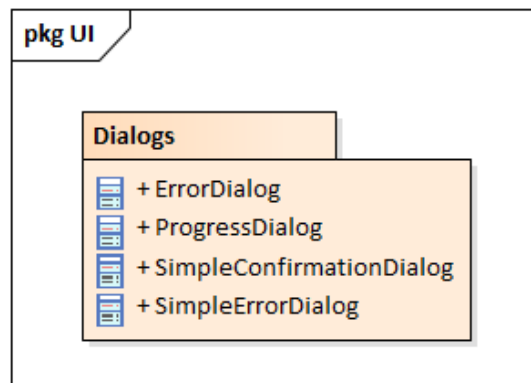 pkg UI
Dialogs
+ ErrorDialog
+ ProgressDialog
+ SimpleConfirmationDialog
+ SimpleErrorDialog